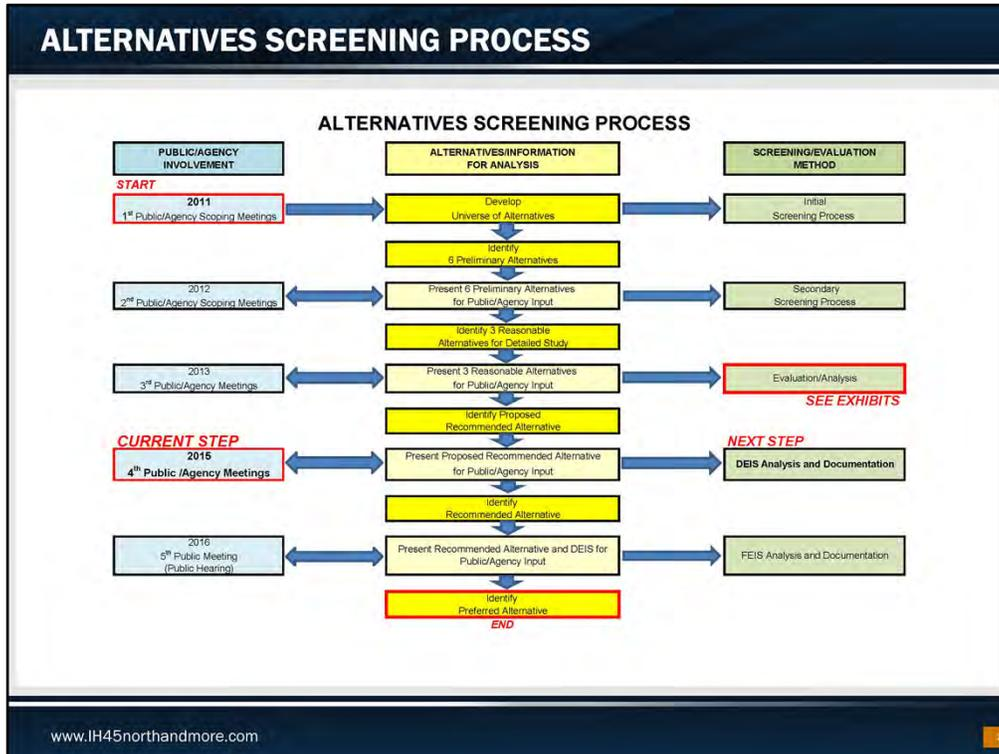 ALTERNATIVES SCREENING PROCESS
ALTERNATIVES SCREENING PROCESS
PUBLIC/AGENCY
INVOLVEMENT
ALTERNATIVES/INFORMATION
FOR ANALYSIS
SCREENING/EVALUATION
METHOD
START
2011
1st Public/Agency Scoping Meetings
Develop
Universe of Alternatives
Initial
Screening Process
Identify
6 Preliminary Alternatives
2012
2nd Public/Agency Scoping Meetings
Present 6 Preliminary Alternatives
for Public/Agency Input
Secondary
Screening Process
Identify 3 Reasonable
Alternatives for Detailed Study
2013
3rd Public/Agency Meetings
Present 3 Reasonable Alternatives
for Public/Agency Input
Evaluation/Analysis
SEE EXHIBITS
Identify Proposed
Recommended Alternative
CURRENT STEP
2015
4th Public /Agency Meetings
Present Proposed Recommended Alternative
for Public/Agency Input
NEXT STEP
DEIS Analysis and Documentation
Identify
Recommended Alternative
2016
5th Public Meeting
(Public Hearing)
Present Recommended Alternative and DEIS for
Public/Agency Input
FEIS Analysis and Documentation
Identify
Preferred Alternative
END
www.IH45northandmore.com